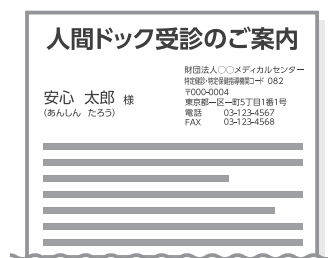 人間ドック受診のご案内
財団法人○○メディカルセンター
特定健診・特定保健指導機関コード 082
〒000-0004
東京都一区一町5丁目1番1号
電話 03-123-4567
FAX 03-123-4568
安心 太郎 様
(あんしん たろう)